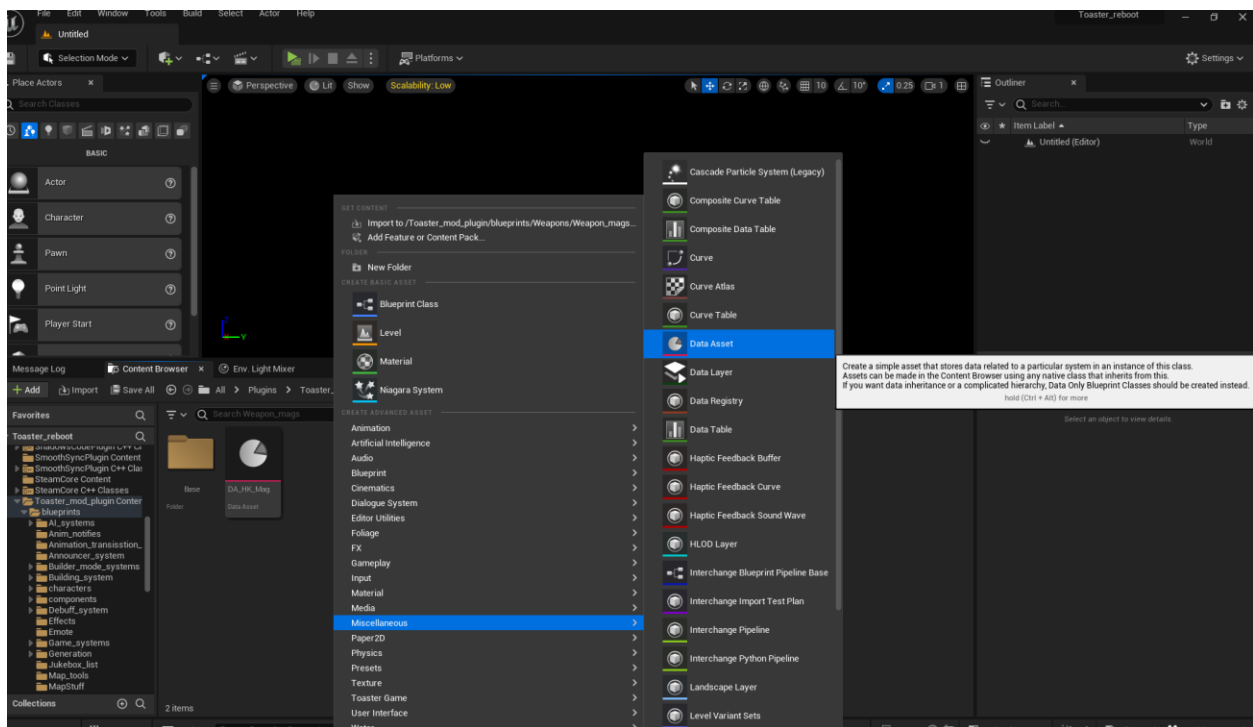 File Edit Window Tools Build Select Actor Help
Toaster_reboot
Untitled
Selection Mode
Platforms
Settings
Place Actors
Search Classes
BASIC
Actor
Character
Pawn
Point Light
Player Start
Perspective
Lit
Show
Scalability: Low
10
10°
0.25
1
Outliner
Search...
Item Label
Type
Untitled (Editor)
World
Select an object to view details.
Message Log
Content Browser
Env. Light Mixer
Add
Import
Save All
All > Plugins > Toaster_
Favorites
Search Weapon_mags
Toaster_reboot
SmoothSyncPlugin Content
SmoothSyncPlugin C++ Clas
SteamCore Content
SteamCore C++ Classes
Toaster_mod_plugin Conter
blueprints
AI_systems
Anim_notifies
Animation_transisstion_
Announcer_system
Builder_mode_systems
Building_system
characters
components
Debuff_system
Effects
Emote
Game_systems
Generation
Jukebox_list
Map_tools
MapStuff
Collections
Base
Folder
DA_HK_Mag
Data Asset
2 items
GET CONTENT
Import to /Toaster_mod_plugin/blueprints/Weapons/Weapon_mags...
Add Feature or Content Pack...
FOLDER
New Folder
CREATE BASIC ASSET
Blueprint Class
Level
Material
Niagara System
CREATE ADVANCED ASSET
Animation
Artificial Intelligence
Audio
Blueprint
Cinematics
Dialogue System
Editor Utilities
Foliage
FX
Gameplay
Input
Material
Media
Miscellaneous
Paper2D
Physics
Presets
Texture
Toaster Game
User Interface
Water
Cascade Particle System (Legacy)
Composite Curve Table
Composite Data Table
Curve
Curve Atlas
Curve Table
Data Asset
Data Layer
Data Registry
Data Table
Haptic Feedback Buffer
Haptic Feedback Curve
Haptic Feedback Sound Wave
HLOD Layer
Interchange Blueprint Pipeline Base
Interchange Import Test Plan
Interchange Pipeline
Interchange Python Pipeline
Landscape Layer
Level Variant Sets
Create a simple asset that stores data related to a particular system in an instance of this class.
Assets can be made in the Content Browser using any native class that inherits from this.
If you want data inheritance or a complicated hierarchy, Data Only Blueprint Classes should be created instead.
hold (Ctrl + Alt) for more